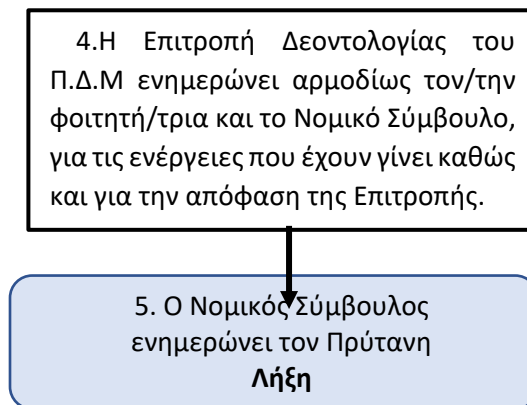 4.Η Επιτροπή Δεοντολογίας του
Π.Δ.Μ ενημερώνει αρμοδίως τον/την
φοιτητή/τρια και το Νομικό Σύμβουλο,
για τις ενέργειες που έχουν γίνει καθώς
και για την απόφαση της Επιτροπής.
5. Ο Νομικός Σύμβουλος
ενημερώνει τον Πρύτανη
Λήξη